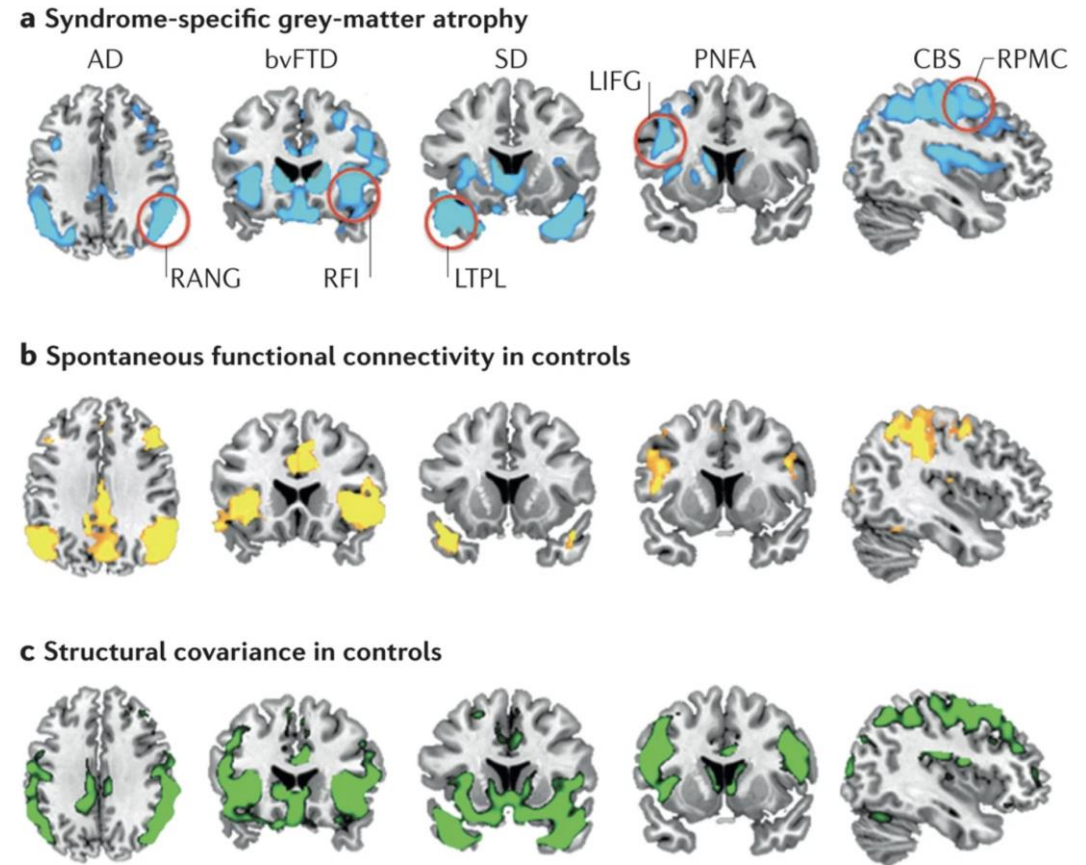 a Syndrome-specific grey-matter atrophy
AD bvFTD SD PNFA CBS RPMC
LIFG
RANG RFI LTPL
b Spontaneous functional connectivity in controls
c Structural covariance in controls